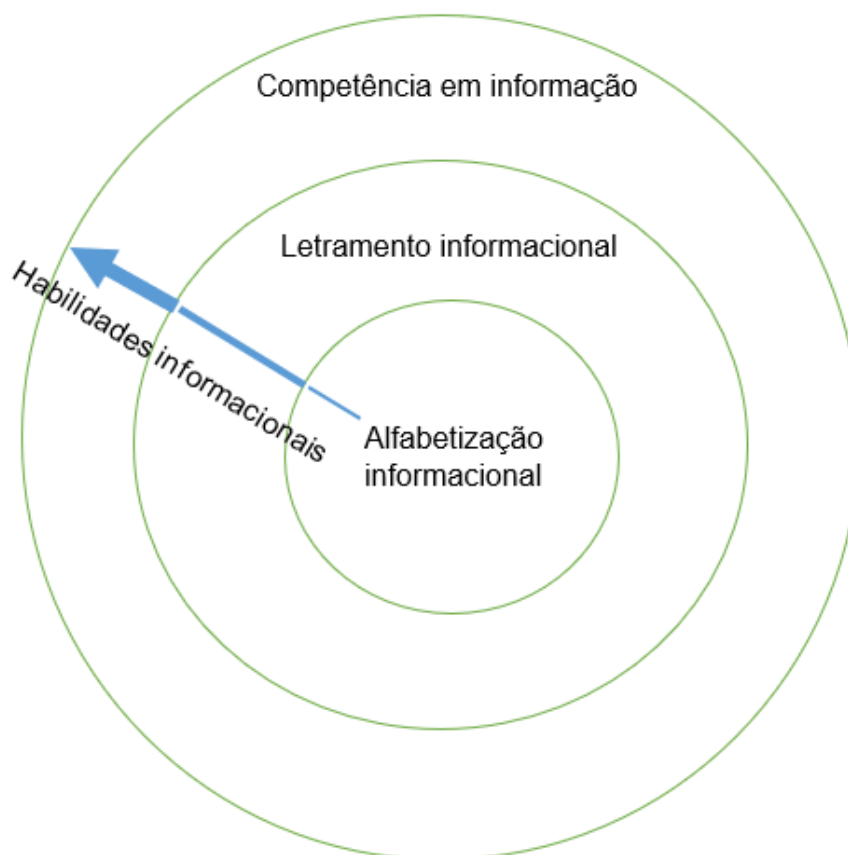 Competência em informação
Letramento informacional
Habilidades informacionais
Alfabetização
informacional